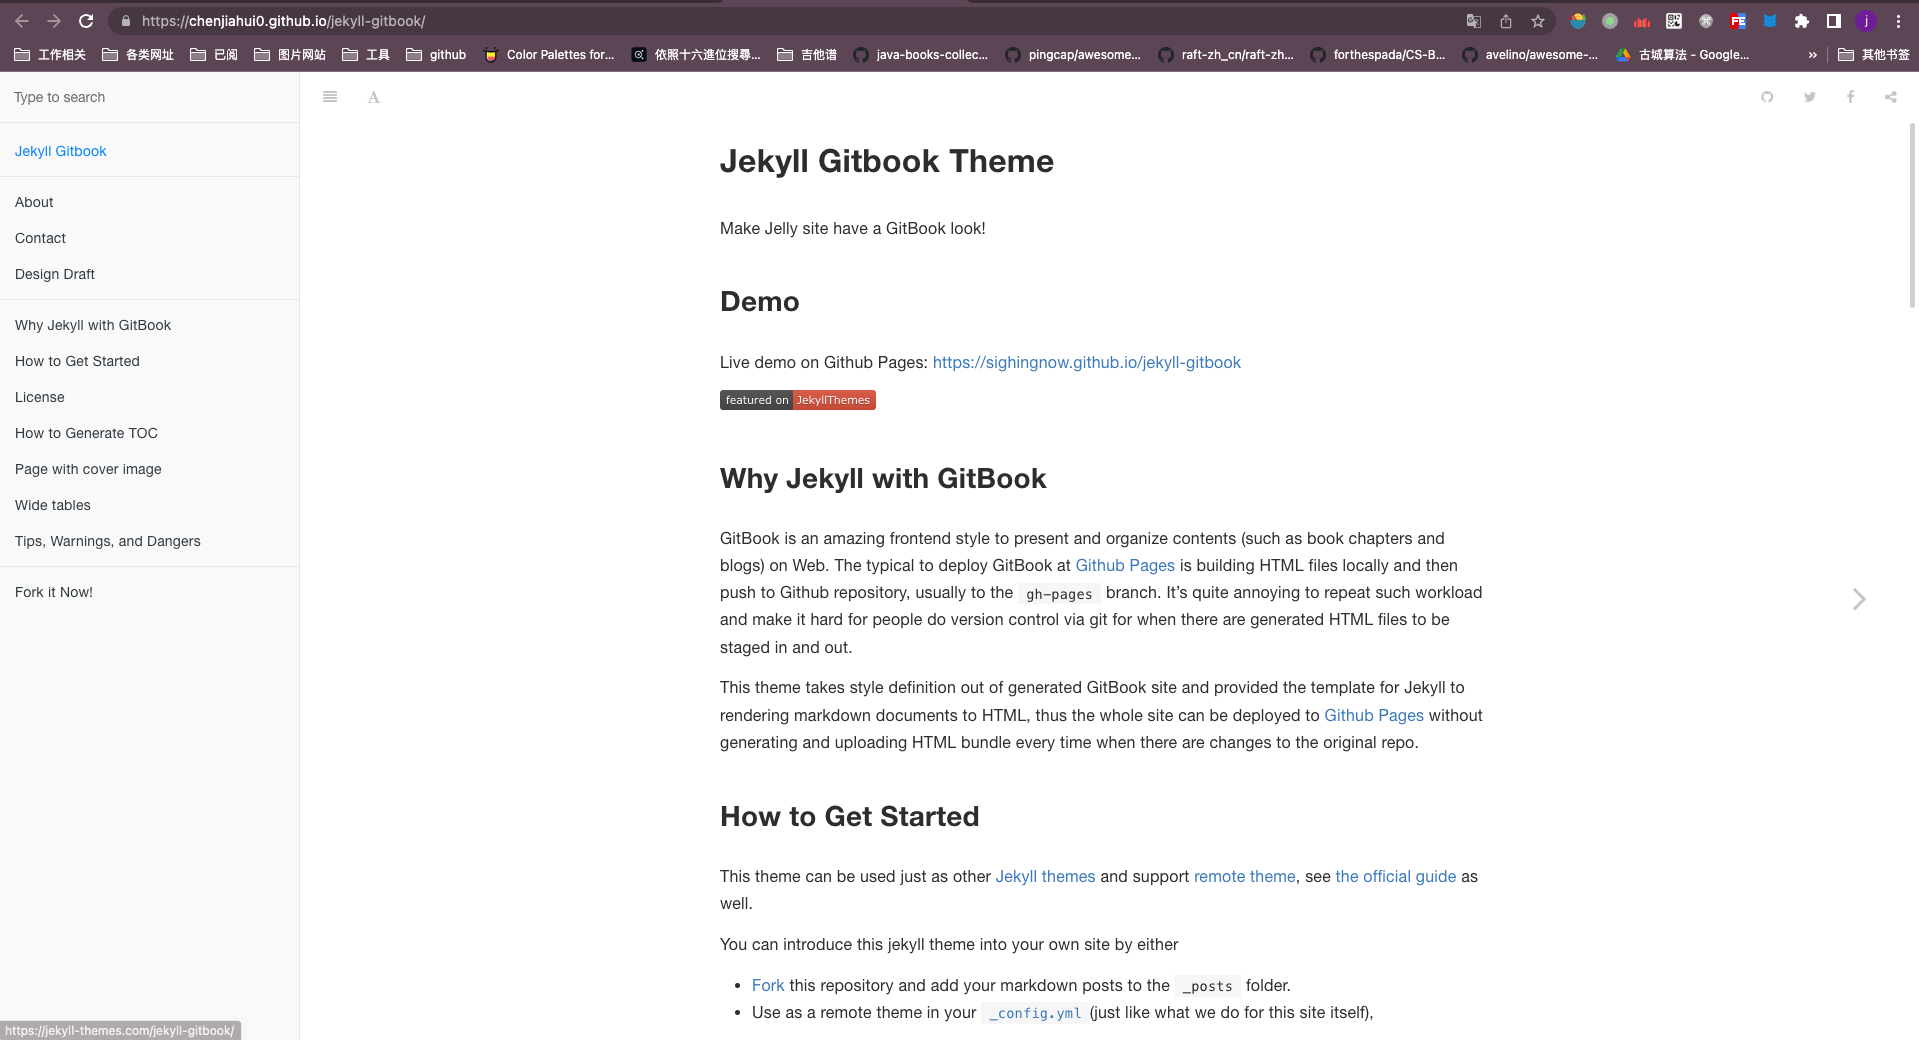 https://chenjiahui0.github.io/jekyll-gitbook/
工作相关 各类网址 已阅 图片网站 工具 github Color Palettes for... 依照十六進位搜尋... 吉他谱 java-books-collec... pingcap/awesome... raft-zh_cn/raft-zh... forthespada/CS-B... avelino/awesome-... 古城算法 - Google... » 其他书签
Type to search
Jekyll Gitbook
About
Contact
Design Draft
Why Jekyll with GitBook
How to Get Started
License
How to Generate TOC
Page with cover image
Wide tables
Tips, Warnings, and Dangers
Fork it Now!
A
Jekyll Gitbook Theme
Make Jelly site have a GitBook look!
Demo
Live demo on Github Pages: https://sighingnow.github.io/jekyll-gitbook
featured on JekyllThemes
Why Jekyll with GitBook
GitBook is an amazing frontend style to present and organize contents (such as book chapters and
blogs) on Web. The typical to deploy GitBook at Github Pages is building HTML files locally and then
push to Github repository, usually to the gh-pages branch. It’s quite annoying to repeat such workload
and make it hard for people do version control via git for when there are generated HTML files to be
staged in and out.
This theme takes style definition out of generated GitBook site and provided the template for Jekyll to
rendering markdown documents to HTML, thus the whole site can be deployed to Github Pages without
generating and uploading HTML bundle every time when there are changes to the original repo.
How to Get Started
This theme can be used just as other Jekyll themes and support remote theme, see the official guide as
well.
You can introduce this jekyll theme into your own site by either
• Fork this repository and add your markdown posts to the _posts folder.
• Use as a remote theme in your _config.yml (just like what we do for this site itself),
https://jekyll-themes.com/jekyll-gitbook/